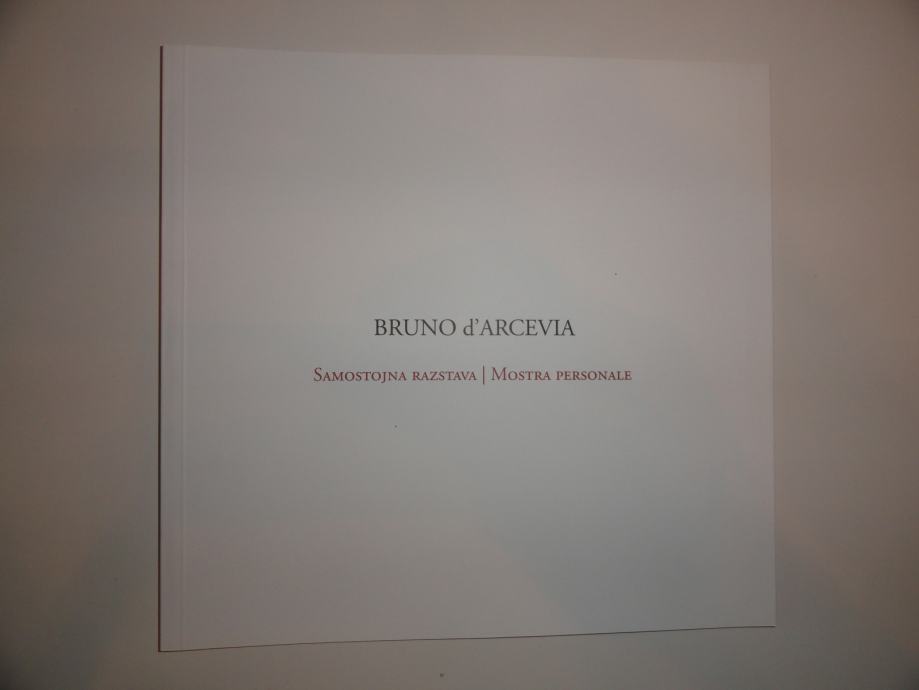 BRUNO d'ARCEVIA
Samostojna razstava | Mostra personale